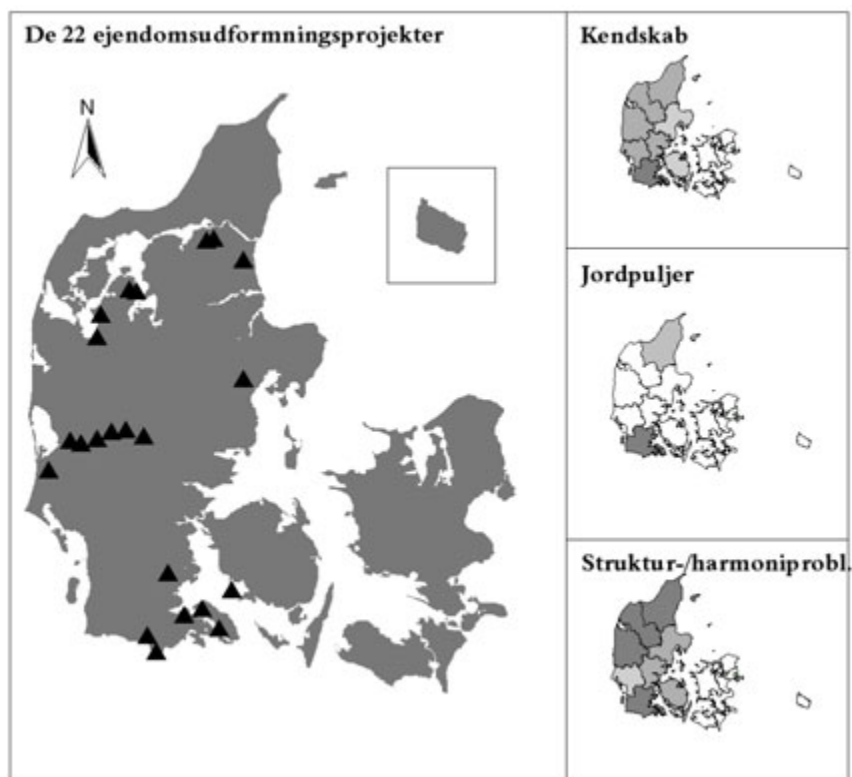 De 22 ejendomsudformningsprojekter
N
Kendskab
Jordpuljer
Struktur-/harmoniprobl.